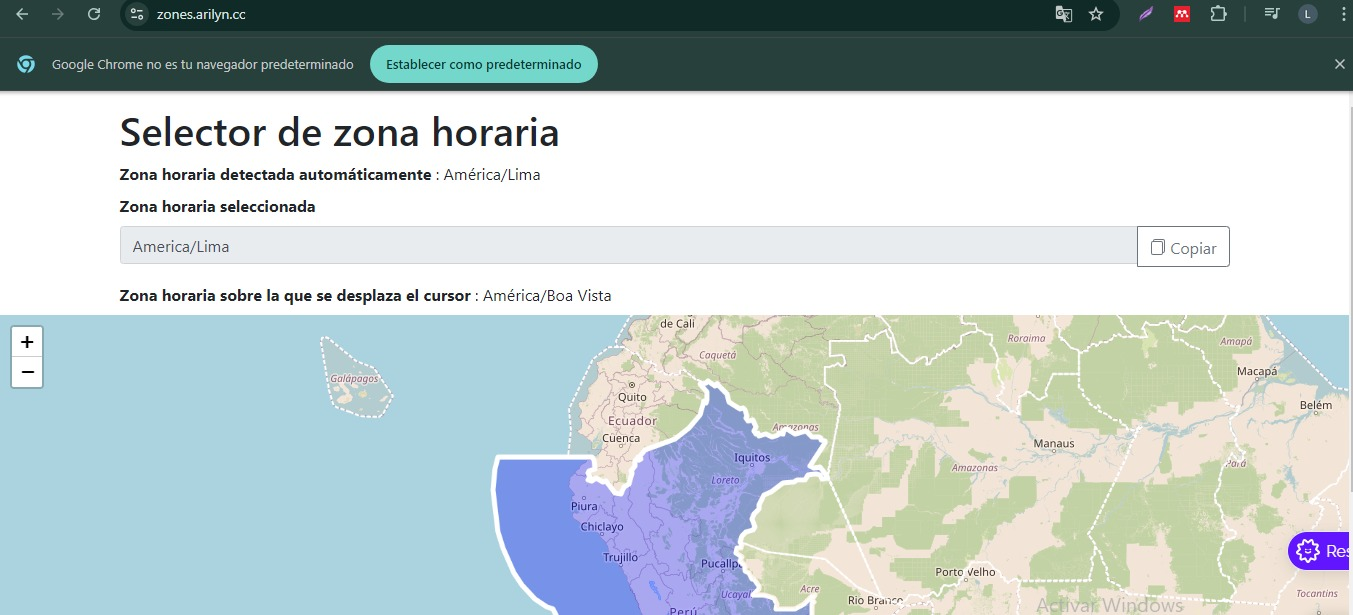 zones.arilyn.cc
L
Google Chrome no es tu navegador predeterminado
Establecer como predeterminado
Selector de zona horaria
Zona horaria detectada automáticamente : América/Lima
Zona horaria seleccionada
America/Lima
Copiar
Zona horaria sobre la que se desplaza el cursor : América/Boa Vista
+
−
de Cali
Caquetá
Roraima
Amapá
Macapá
Galápagos
Quito
Belém
Ecuador
Amazonas
Cuenca
Manaus
Iquitos
Pará
Amazonas
Loreto
Piura
Chiclayo
Res
Trujillo
Pucallpa
Porto Velho
Acre
Ucayali
Rio Branco
Tocantins
Perú
Activar Windows